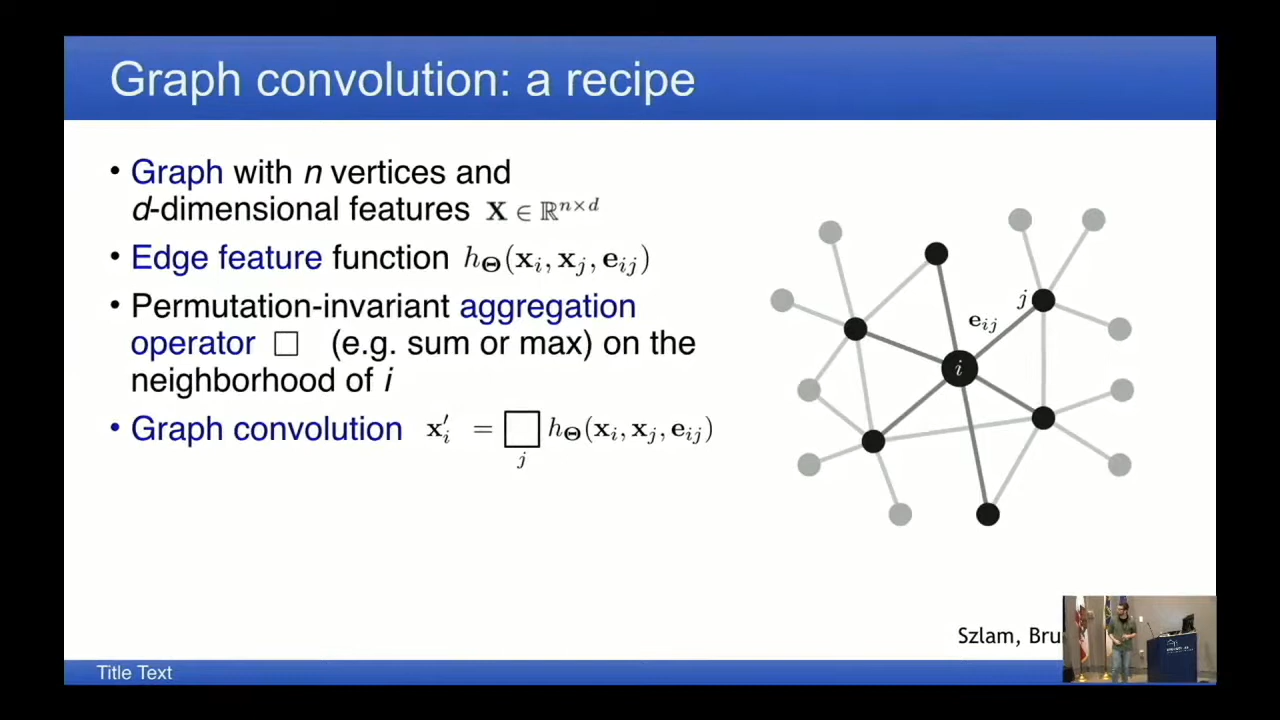 Graph convolution: a recipe
• Graph with n vertices and
d-dimensional features X ∈ ℝⁿˣᵈ
• Edge feature function h_Θ(x_i, x_j, e_ij)
• Permutation-invariant aggregation
operator □ (e.g. sum or max) on the
neighborhood of i
• Graph convolution x′_i = □_j h_Θ(x_i, x_j, e_ij)
j
e_ij
i
Szlam,
Title Text